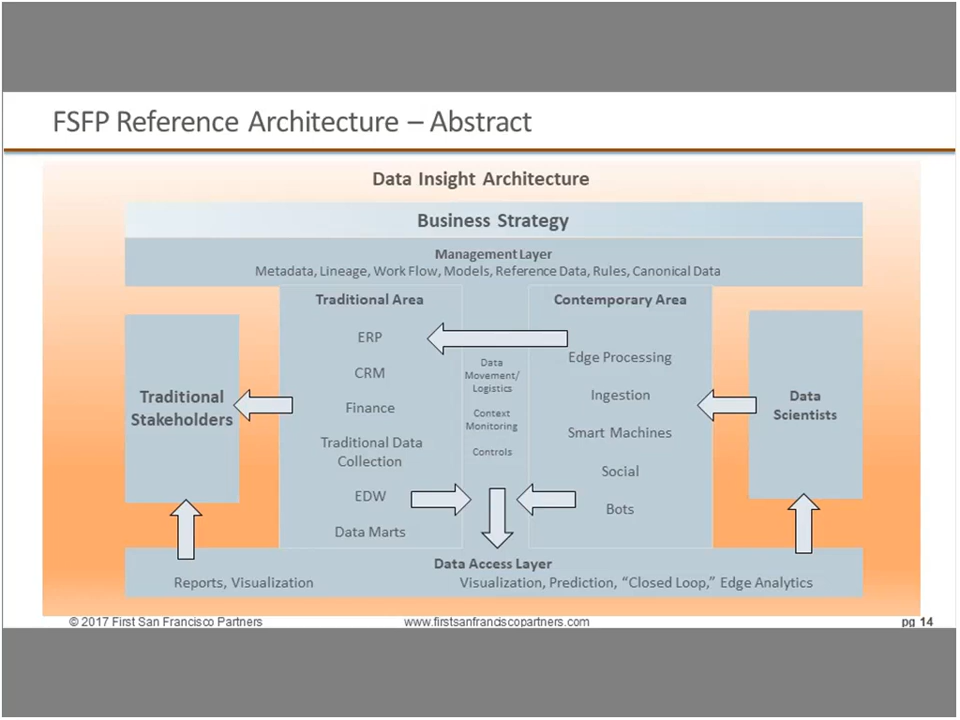 FSFP Reference Architecture – Abstract
Data Insight Architecture
Business Strategy
Management Layer
Metadata, Lineage, Work Flow, Models, Reference Data, Rules, Canonical Data
Traditional Stakeholders
Traditional Area
ERP
CRM
Finance
Traditional Data
Collection
EDW
Data Marts
Data
Movement/
Logistics
Context
Monitoring
Controls
Contemporary Area
Edge Processing
Ingestion
Smart Machines
Social
Bots
Data
Scientists
Data Access Layer
Reports, Visualization
Visualization, Prediction, “Closed Loop,” Edge Analytics
© 2017 First San Francisco Partners
www.firstsanfranciscopartners.com
pg 14